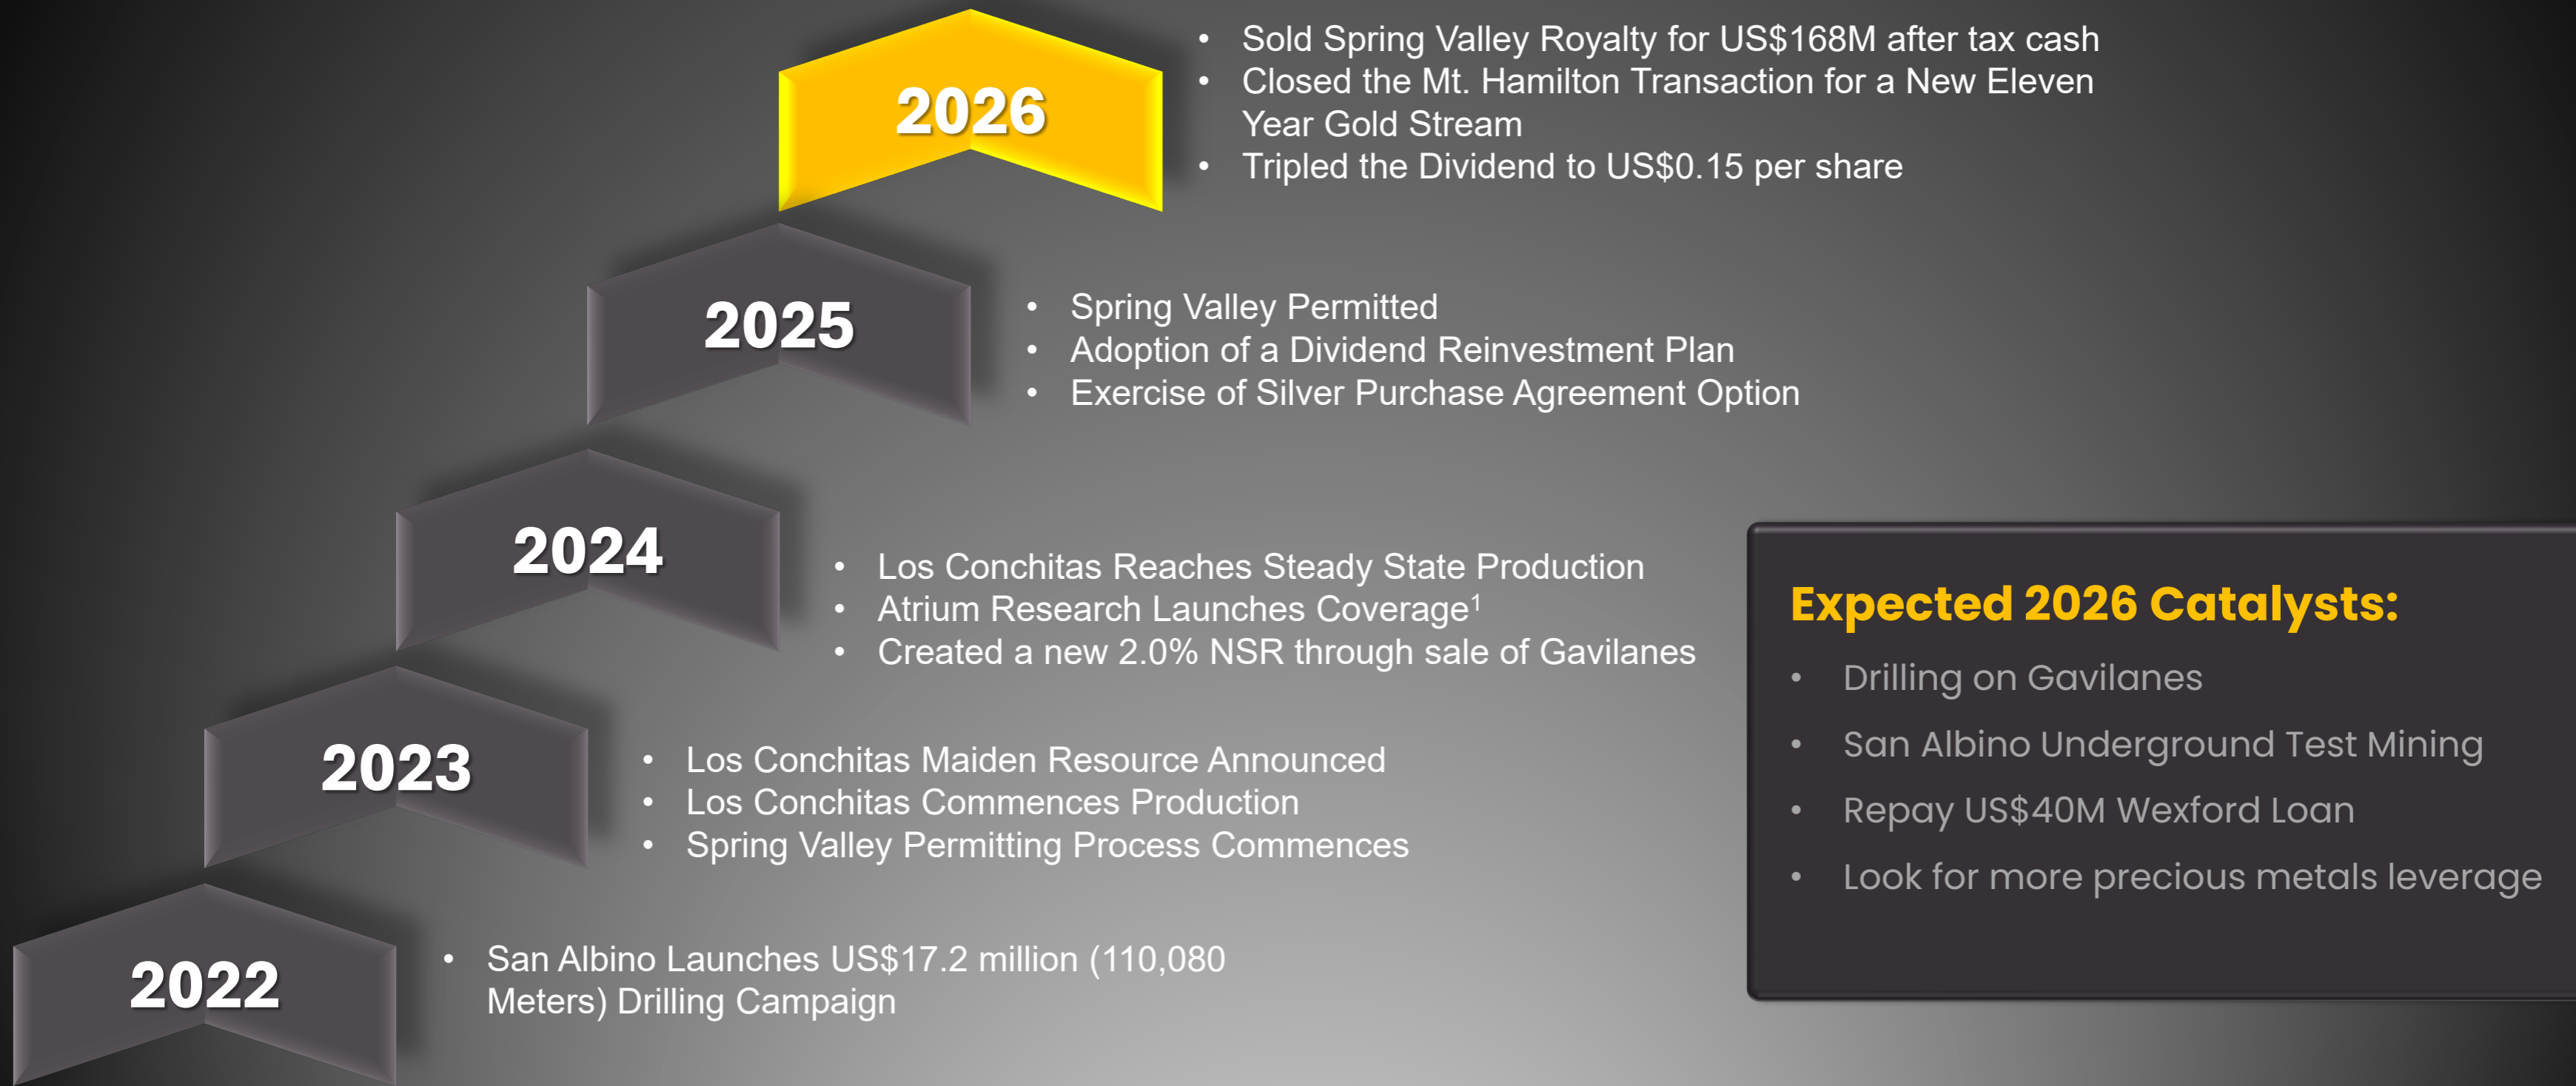 2026
• Sold Spring Valley Royalty for US$168M after tax cash
• Closed the Mt. Hamilton Transaction for a New Eleven
Year Gold Stream
• Tripled the Dividend to US$0.15 per share
2025
• Spring Valley Permitted
• Adoption of a Dividend Reinvestment Plan
• Exercise of Silver Purchase Agreement Option
2024
• Los Conchitas Reaches Steady State Production
• Atrium Research Launches Coverage¹
• Created a new 2.0% NSR through sale of Gavilanes
2023
• Los Conchitas Maiden Resource Announced
• Los Conchitas Commences Production
• Spring Valley Permitting Process Commences
2022
• San Albino Launches US$17.2 million (110,080
Meters) Drilling Campaign
Expected 2026 Catalysts:
• Drilling on Gavilanes
• San Albino Underground Test Mining
• Repay US$40M Wexford Loan
• Look for more precious metals leverage